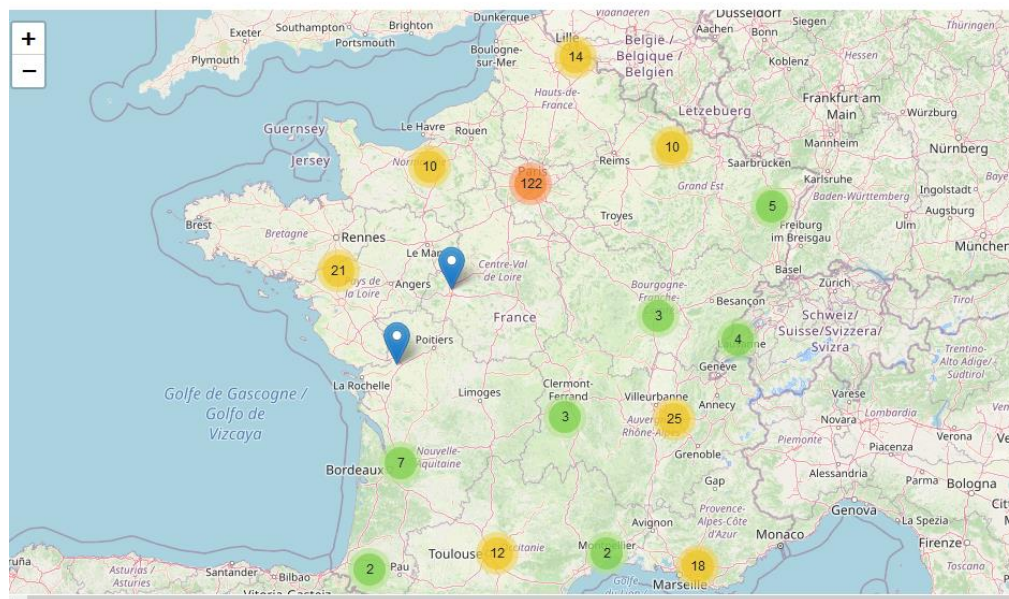 +
−
Exeter
Southampton
Brighton
Portsmouth
Plymouth
Dunkerque
Vlaanderen
Düsseldorf
Siegen
Thüringen
Aachen
Bonn
Hessen
Koblenz
Boulogne-
sur-Mer
Lille
14
België /
Belgique /
Belgien
Hauts-de-
France
Lëtzebuerg
Frankfurt am
Main
Würzburg
Guernsey
Jersey
Le Havre
Rouen
10
Paris
122
Reims
10
Saarbrücken
Mannheim
Nürnberg
Karlsruhe
Grand Est
Baden-Württemberg
Ingolstadt
Augsburg
Ulm
München
Troyes
5
Freiburg
im Breisgau
Brest
Bretagne
Rennes
21
Pays de
la Loire
Angers
Centre-Val
de Loire
Basel
Zürich
Tirol
Bourgogne-
Franche-
3
Besançon
4
Schweiz/
Suisse/Svizzera/
Svizra
Trentino-
Alto Adige/
Südtirol
France
Genève
Poitiers
La Rochelle
Limoges
Clermont-
Ferrand
3
Villeurbanne
Annecy
25
Rhône-Alpes
Grenoble
Varese
Novara
Lombardia
Verona
Piemonte
Piacenza
Golfe de Gascogne /
Golfo de
Vizcaya
Nouvelle-
Aquitaine
Bordeaux
7
Gap
Alessandria
Parma
Bologna
Genova
La Spezia
Provence-
Alpes-Côte
d'Azur
Avignon
Monaco
Firenze
Toscana
Toulouse
12
2
18
Marseille
Pau
2
Asturias /
Asturies
Santander
Bilbao